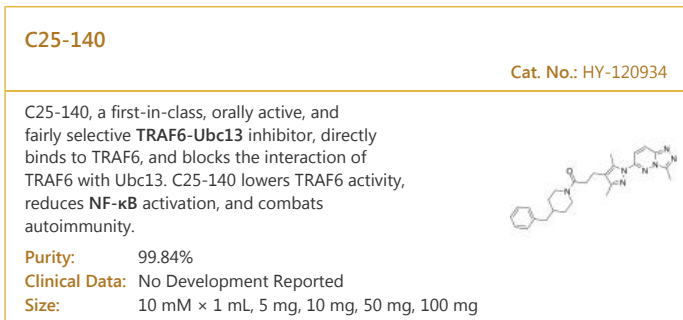 C25-140
Cat. No.: HY-120934
C25-140, a first-in-class, orally active, and
fairly selective TRAF6-Ubc13 inhibitor, directly
binds to TRAF6, and blocks the interaction of
TRAF6 with Ubc13. C25-140 lowers TRAF6 activity,
reduces NF-κB activation, and combats
autoimmunity.
Purity: 99.84%
Clinical Data: No Development Reported
Size: 10 mM × 1 mL, 5 mg, 10 mg, 50 mg, 100 mg